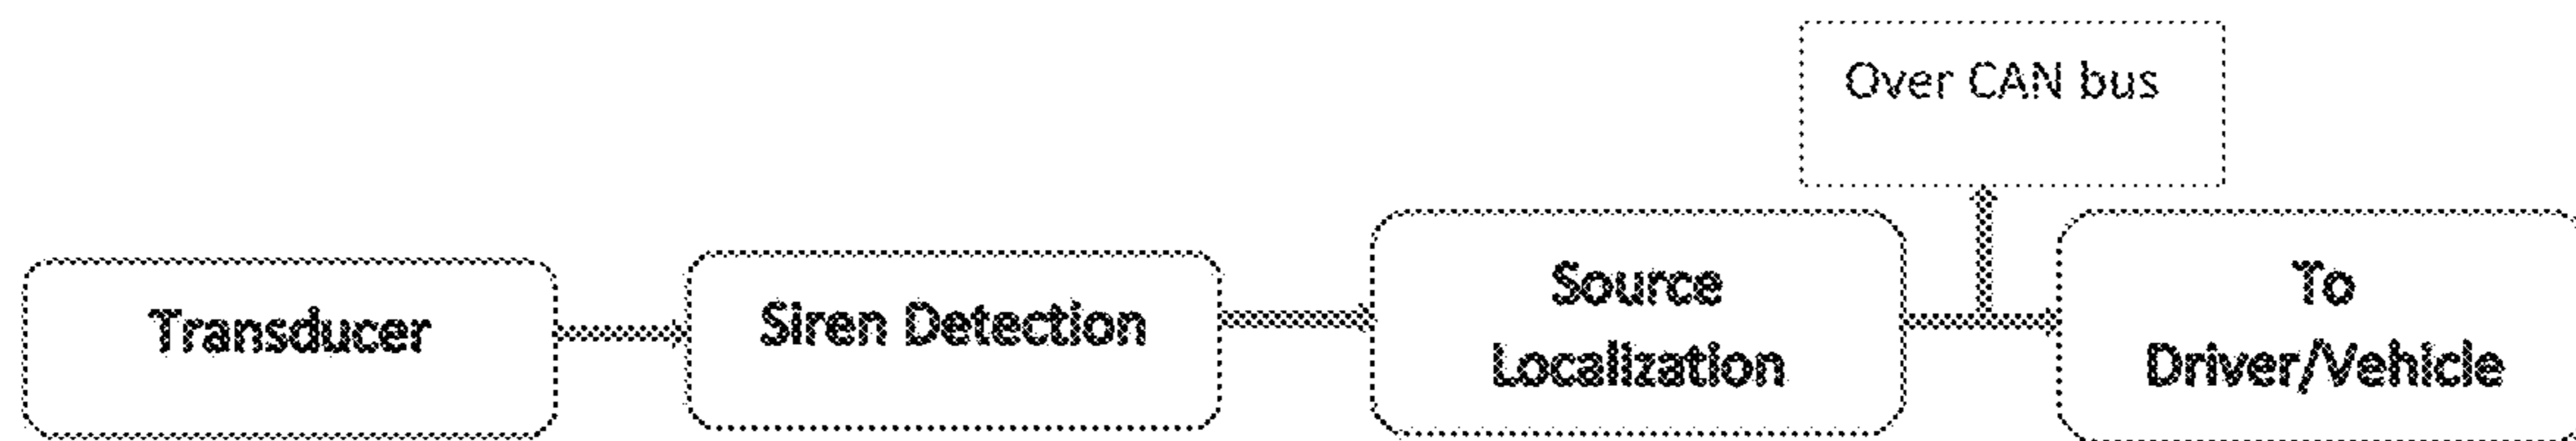 Over CAN bus
Transducer
Siren Detection
Source
Localization
To
Driver/Vehicle